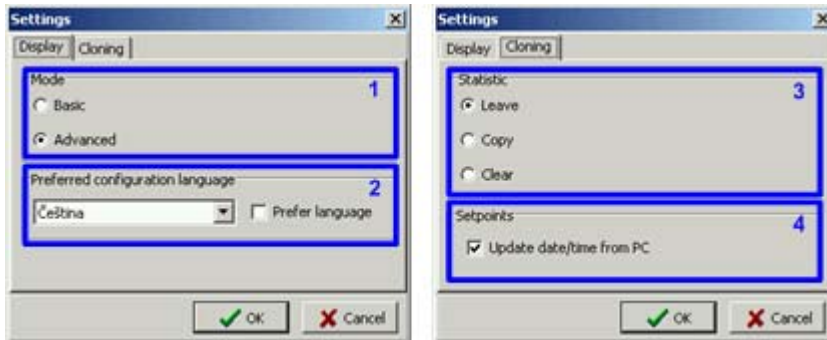 Settings
Display Cloning
Mode
1
Basic
Advanced
Preferred configuration language
2
Čeština
Prefer language
OK Cancel
Settings
Display Cloning
Statistic
3
Leave
Copy
Clear
Setpoints
4
Update date/time from PC
OK Cancel